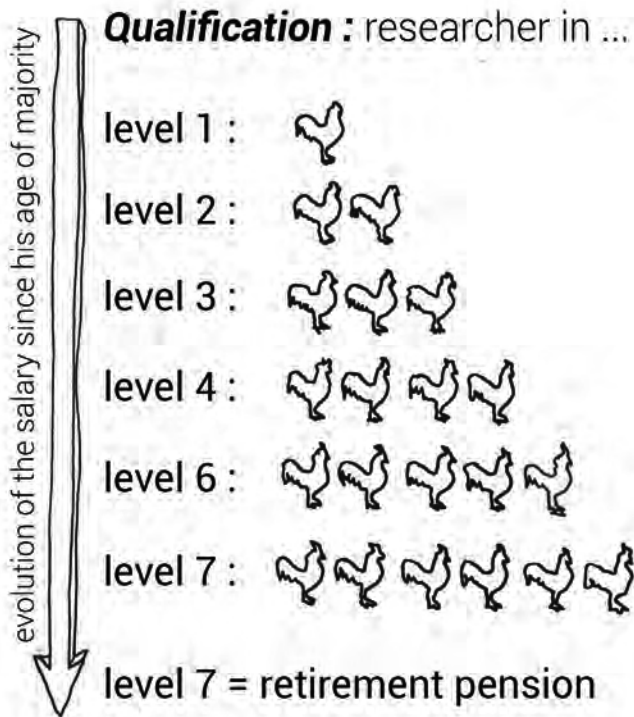 Qualification : researcher in ...
evolution of the salary since his age of majority
level 1 :
level 2 :
level 3 :
level 4 :
level 6 :
level 7 :
level 7 = retirement pension